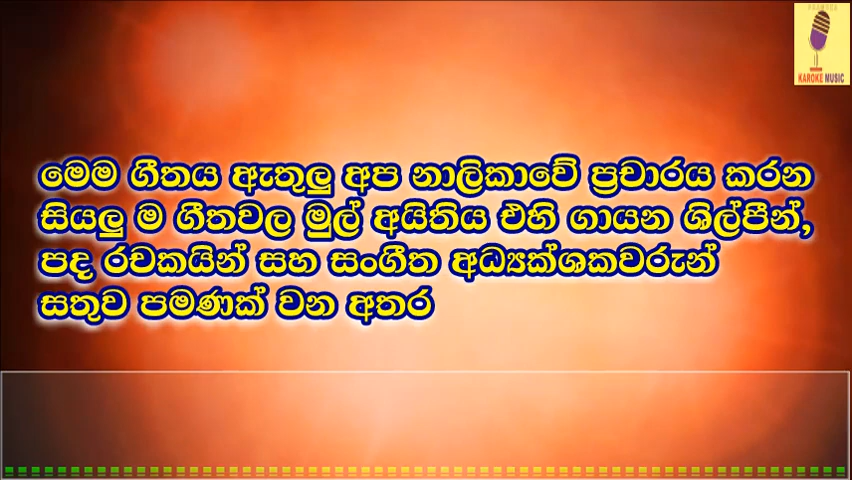 KAROKE MUSIC
මෙම ගීතය ඇතුලු අප නාලිකාවේ ප්‍රචාරය කරන
සියලු ම ගීතවල මුල් අයිතිය එහි ගායන ශිල්පීන්,
පද රචකයින් සහ සංගීත අධ්‍යක්ශකවරුන්
සතුව පමණක් වන අතර